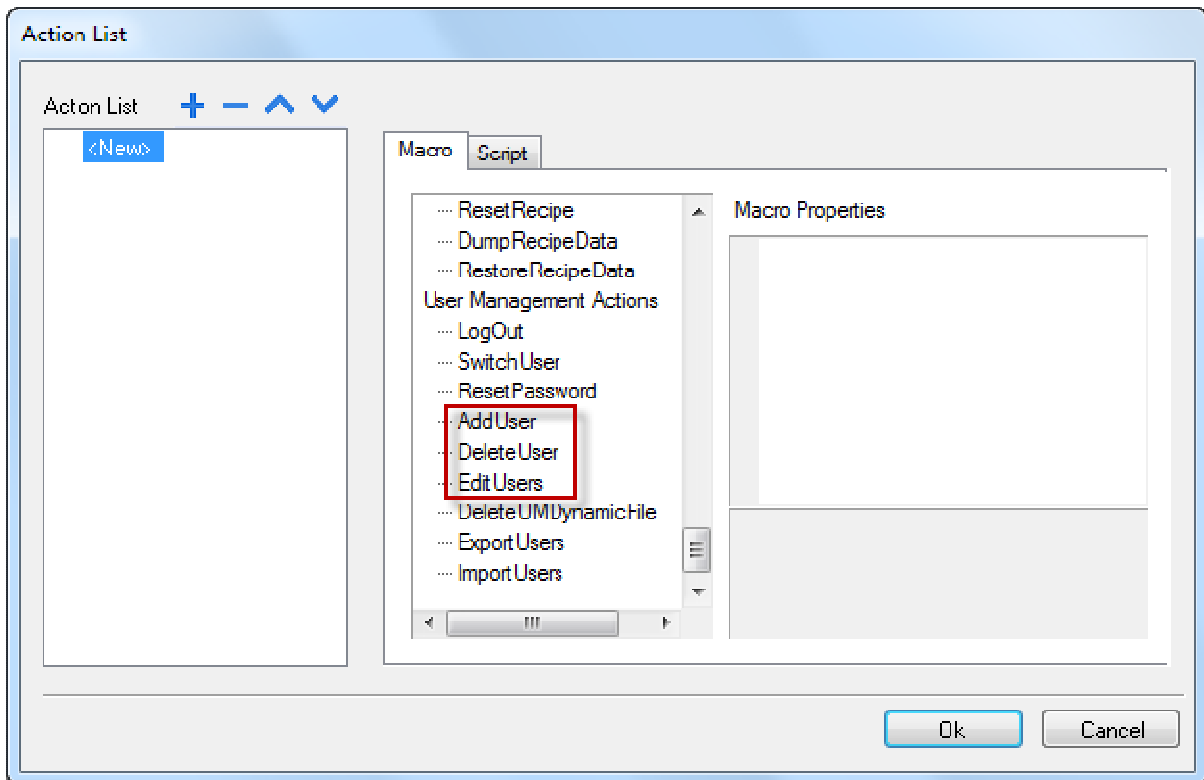 Action List
Acton List
<New>
Macro
Script
ResetRecipe
DumpRecipeData
RestoreRecipeData
User Management Actions
LogOut
SwitchUser
ResetPassword
AddUser
DeleteUser
EditUsers
DeleteUMDynamicFile
ExportUsers
ImportUsers
Macro Properties
Ok
Cancel